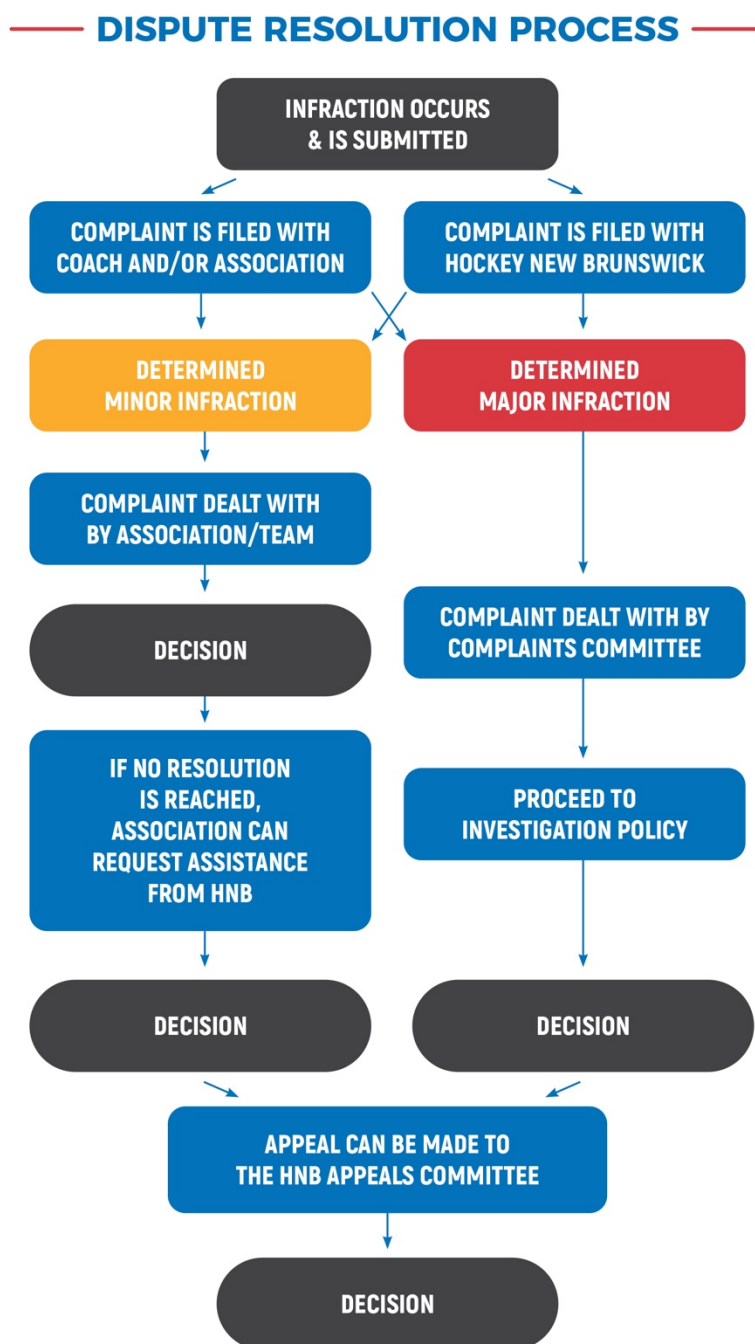 DISPUTE RESOLUTION PROCESS
INFRACTION OCCURS
& IS SUBMITTED
COMPLAINT IS FILED WITH
COACH AND/OR ASSOCIATION
COMPLAINT IS FILED WITH
HOCKEY NEW BRUNSWICK
DETERMINED
MINOR INFRACTION
DETERMINED
MAJOR INFRACTION
COMPLAINT DEALT WITH
BY ASSOCIATION/TEAM
DECISION
COMPLAINT DEALT WITH BY
COMPLAINTS COMMITTEE
IF NO RESOLUTION
IS REACHED,
ASSOCIATION CAN
REQUEST ASSISTANCE
FROM HNB
PROCEED TO
INVESTIGATION POLICY
DECISION
DECISION
APPEAL CAN BE MADE TO
THE HNB APPEALS COMMITTEE
DECISION